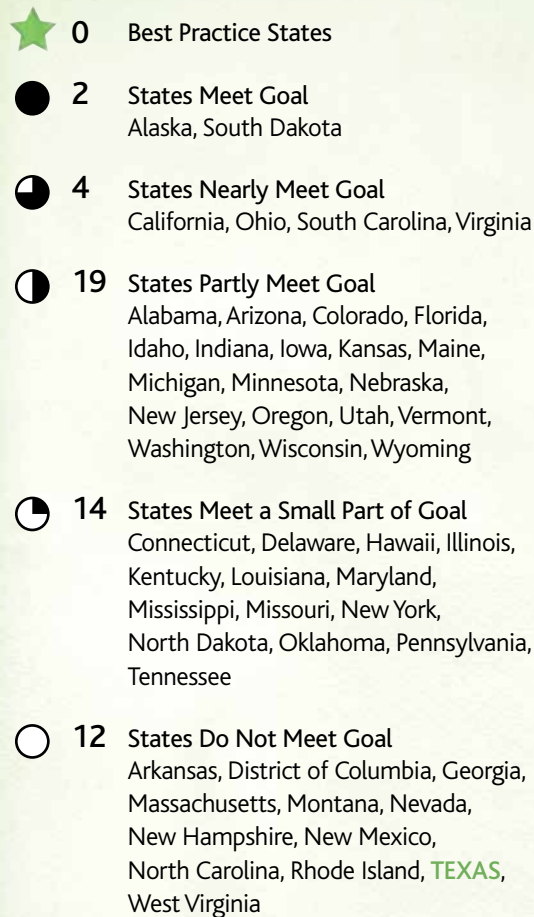 0 Best Practice States
2 States Meet Goal
Alaska, South Dakota
4 States Nearly Meet Goal
California, Ohio, South Carolina, Virginia
19 States Partly Meet Goal
Alabama, Arizona, Colorado, Florida,
Idaho, Indiana, Iowa, Kansas, Maine,
Michigan, Minnesota, Nebraska,
New Jersey, Oregon, Utah, Vermont,
Washington, Wisconsin, Wyoming
14 States Meet a Small Part of Goal
Connecticut, Delaware, Hawaii, Illinois,
Kentucky, Louisiana, Maryland,
Mississippi, Missouri, New York,
North Dakota, Oklahoma, Pennsylvania,
Tennessee
12 States Do Not Meet Goal
Arkansas, District of Columbia, Georgia,
Massachusetts, Montana, Nevada,
New Hampshire, New Mexico,
North Carolina, Rhode Island, TEXAS,
West Virginia